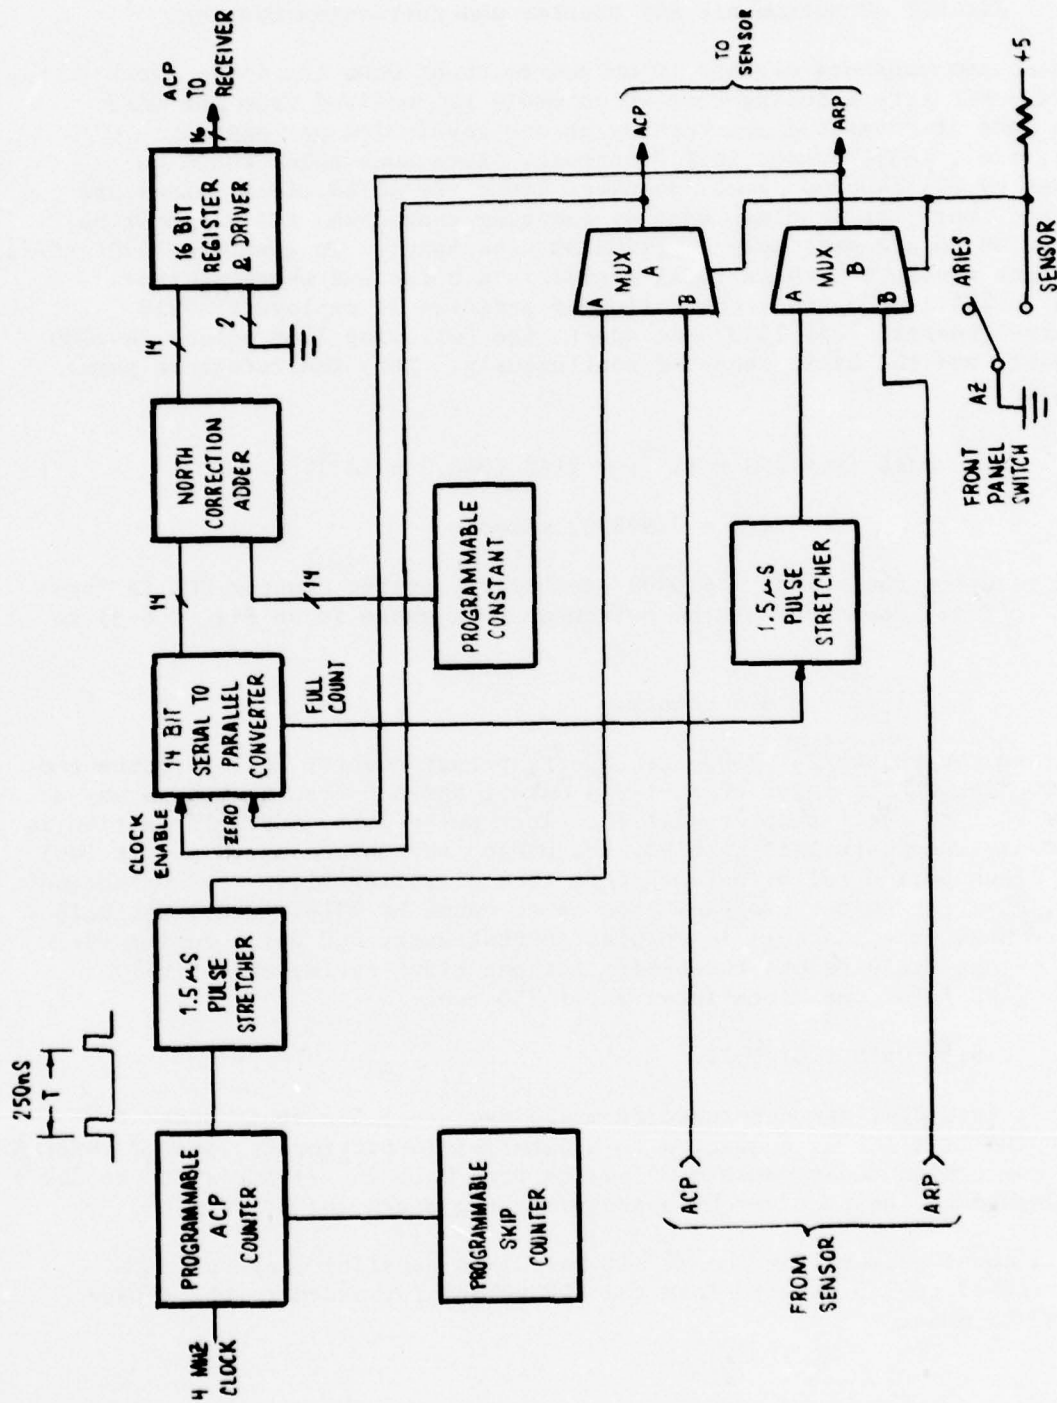 250nS
T
4 MHZ
CLOCK
PROGRAMMABLE
ACP
COUNTER
PROGRAMMABLE
SKIP
COUNTER
1.5 μS
PULSE
STRETCHER
CLOCK
ENABLE
ZERO
14 BIT
SERIAL TO
PARALLEL
CONVERTER
FULL
COUNT
14
14
PROGRAMMABLE
CONSTANT
NORTH
CORRECTION
ADDER
14
2
16 BIT
REGISTER
& DRIVER
16
ACP
TO
RECEIVER
FROM
SENSOR
ACP
ARP
1.5 μS
PULSE
STRETCHER
A
MUX
A
B
A
MUX
B
B
ACP
ARP
TO
SENSOR
FRONT
PANEL
SWITCH
AZ
ARIES
SENSOR
+5